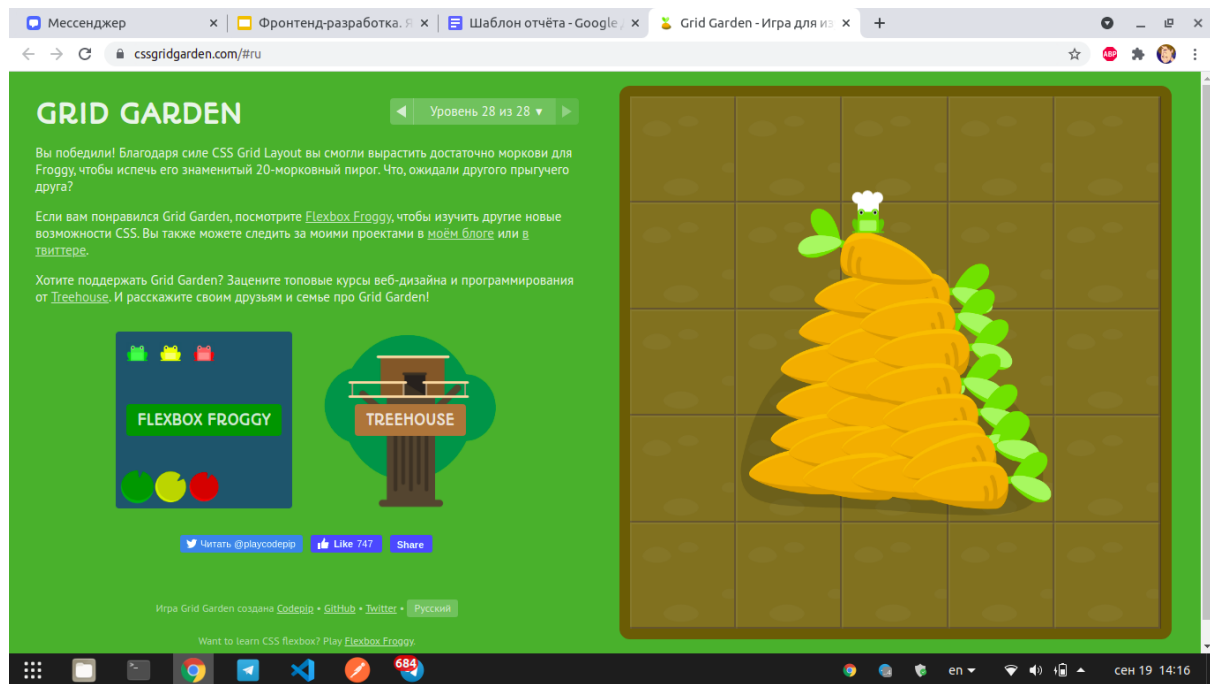 Мессенджер
Фронтенд-разработка. Я
Шаблон отчёта - Google Д
Grid Garden - Игра для из
cssgridgarden.com/#ru
ABP
GRID GARDEN
Уровень 28 из 28 ▾
Вы победили! Благодаря силе CSS Grid Layout вы смогли вырастить достаточно моркови для
Froggy, чтобы испечь его знаменитый 20-морковный пирог. Что, ожидали другого прыгучего
друга?
Если вам понравился Grid Garden, посмотрите Flexbox Froggy, чтобы изучить другие новые
возможности CSS. Вы также можете следить за моими проектами в моём блоге или в
твиттере.
Хотите поддержать Grid Garden? Зацените топовые курсы веб-дизайна и программирования
от Treehouse. И расскажите своим друзьям и семье про Grid Garden!
FLEXBOX FROGGY
TREEHOUSE
Читать @playcodepip
Like 747
Share
Игра Grid Garden создана Codepip • GitHub • Twitter • Русский
Want to learn CSS flexbox? Play Flexbox Froggy.
684
en
сен 19 14:16